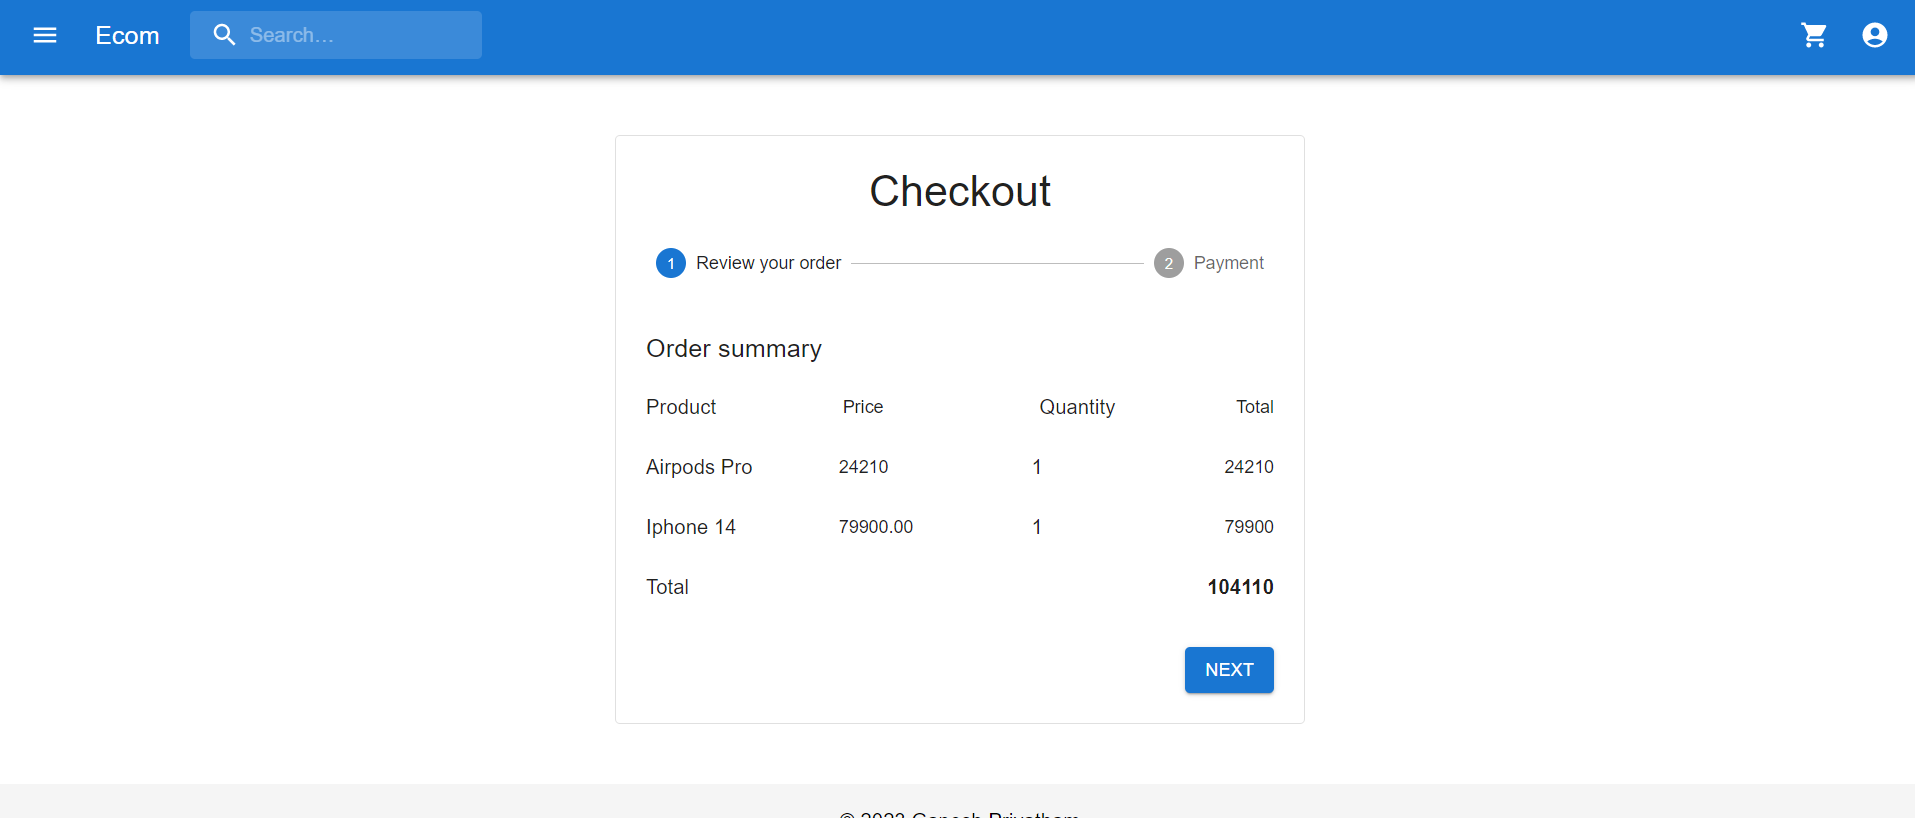 Ecom Search...
Checkout
1 Review your order 2 Payment
Order summary
Product Price Quantity Total
Airpods Pro 24210 1 24210
Iphone 14 79900.00 1 79900
Total 104110
NEXT
© 2023